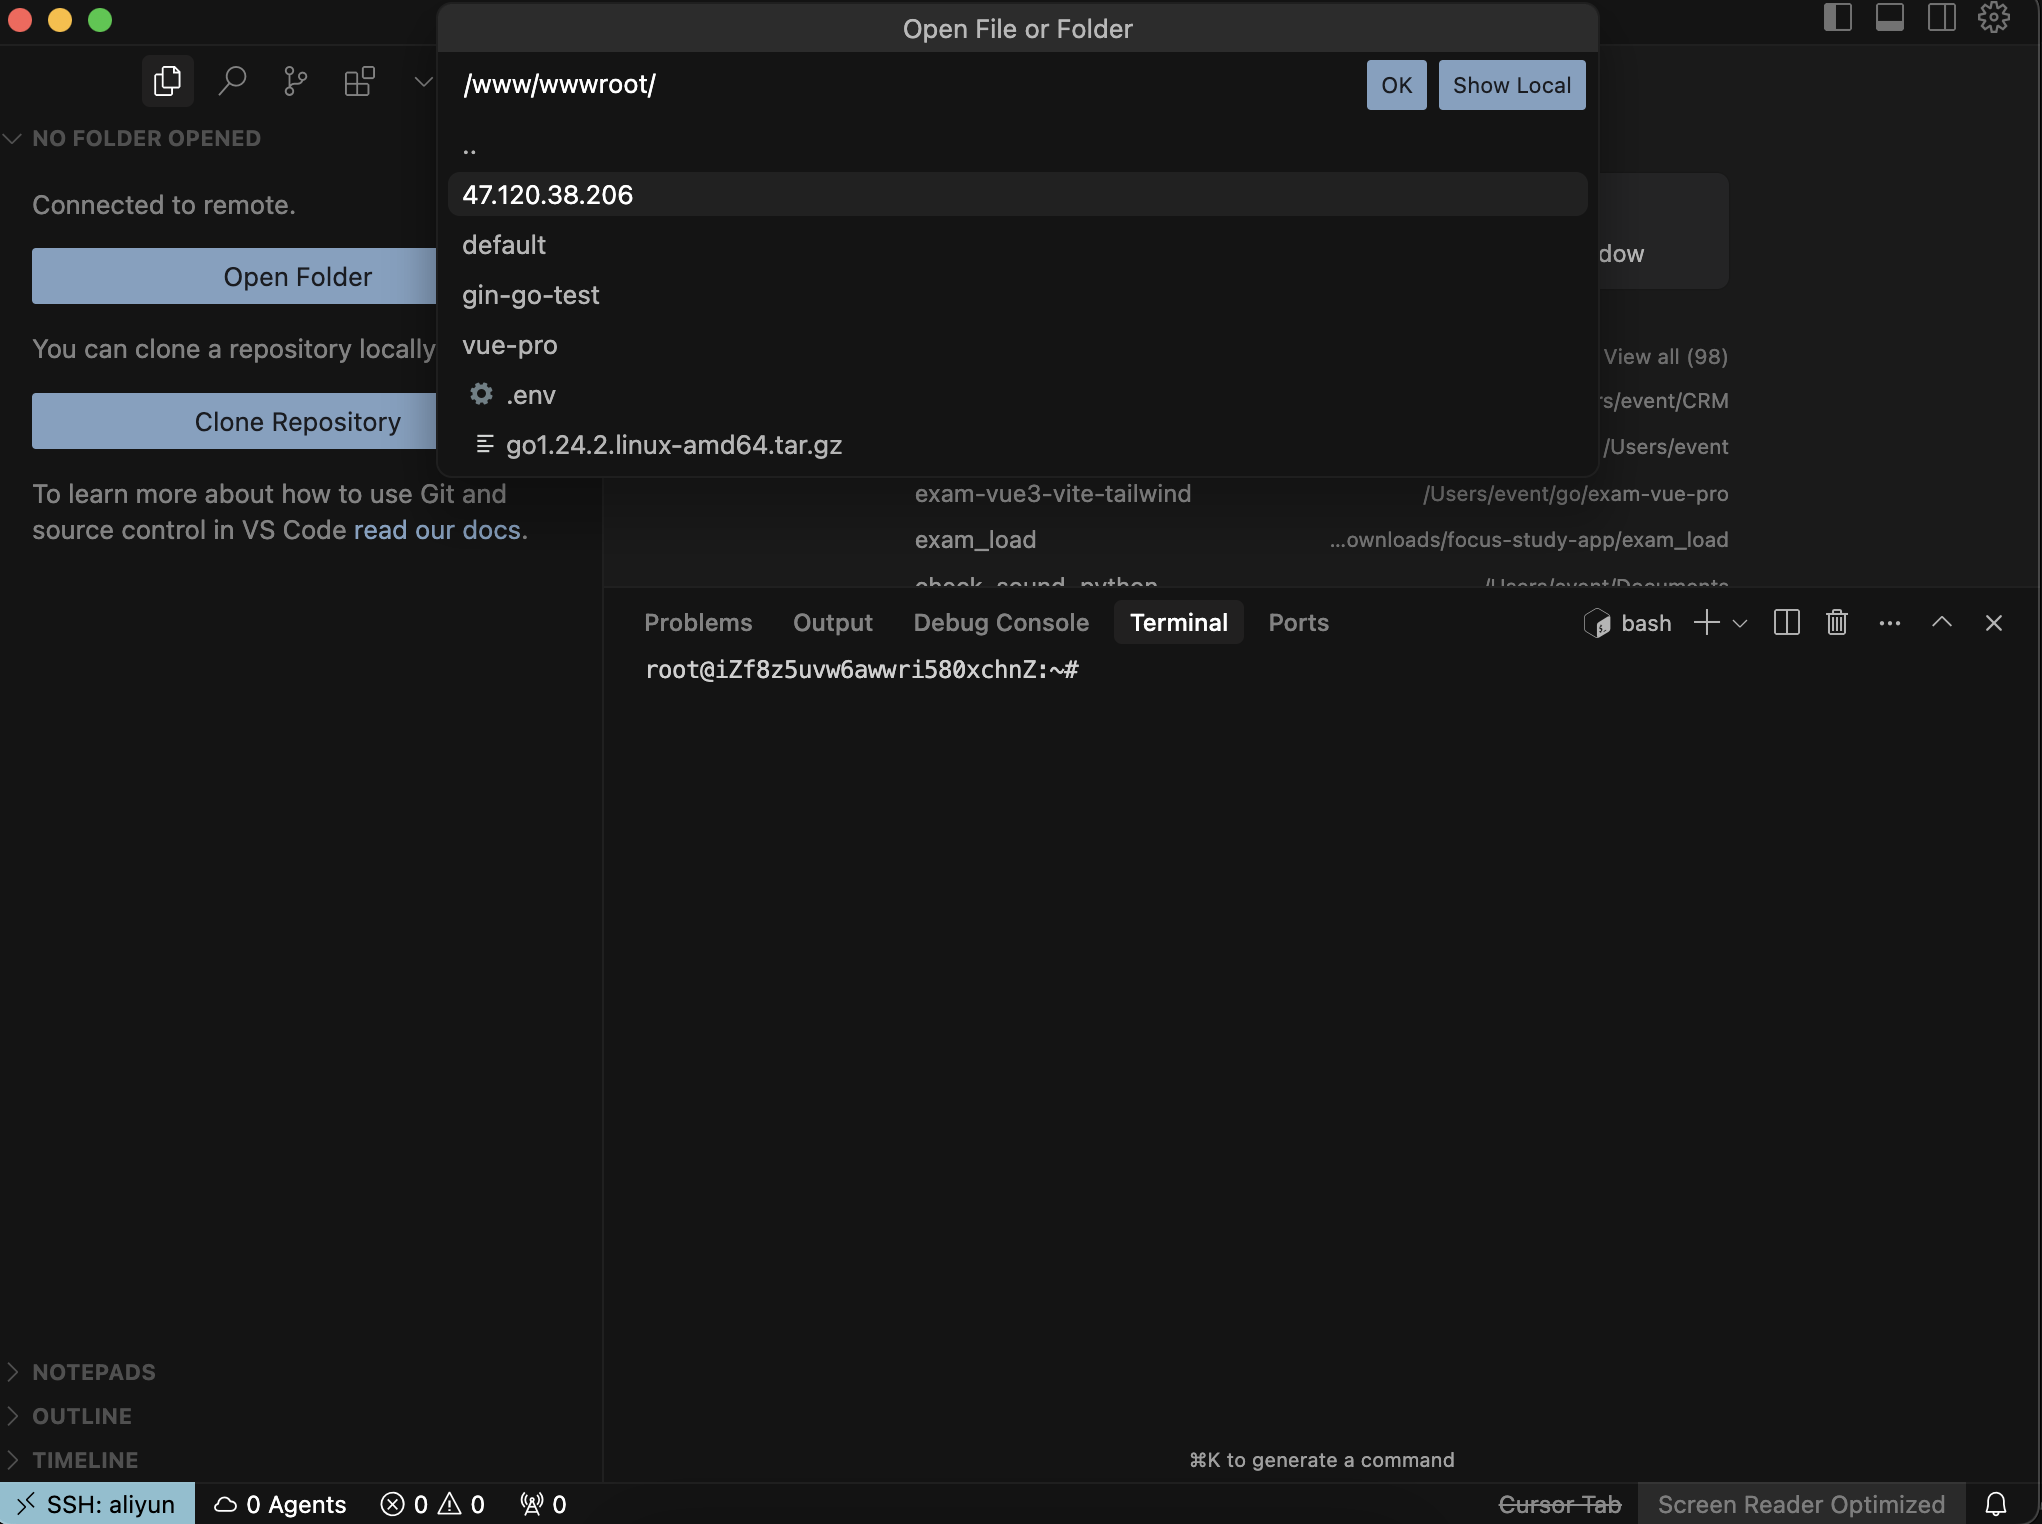 Open File or Folder
/www/wwwroot/
OK
Show Local
..
47.120.38.206
default
gin-go-test
vue-pro
.env
go1.24.2.linux-amd64.tar.gz
NO FOLDER OPENED
Connected to remote.
Open Folder
You can clone a repository locally
Clone Repository
To learn more about how to use Git and
source control in VS Code read our docs.
dow
View all (98)
rs/event/CRM
/Users/event
exam-vue3-vite-tailwind /Users/event/go/exam-vue-pro
exam_load ...ownloads/focus-study-app/exam_load
check_sound_python /Users/event/Documents
Problems Output Debug Console Terminal Ports
bash
root@iZf8z5uvw6awwri580xchnZ:~#
⌘K to generate a command
NOTEPADS
OUTLINE
TIMELINE
SSH: aliyun 0 Agents 0 0 0
Cursor Tab Screen Reader Optimized